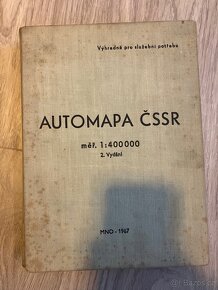 Výhradně pro služební potřebu
AUTOMAPA ČSSR
měř. 1:400000
2. Vydání
MNO - 1967